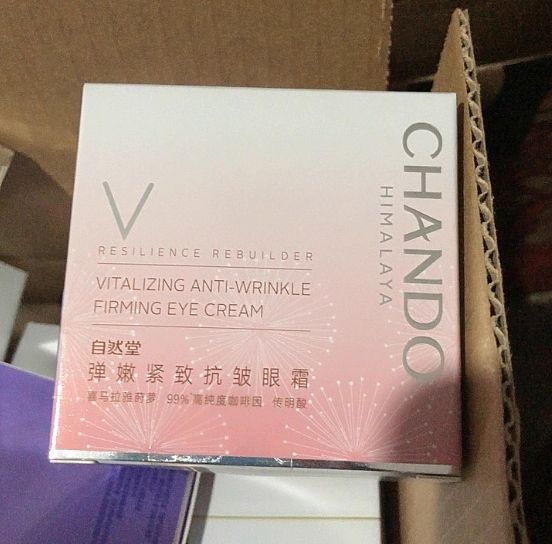 CHANDO
HIMALAYA
V
RESILIENCE REBUILDER
VITALIZING ANTI-WRINKLE
FIRMING EYE CREAM
自然堂
弹嫩紧致抗皱眼霜
喜马拉雅莳萝 99%高纯度咖啡因 传明酸